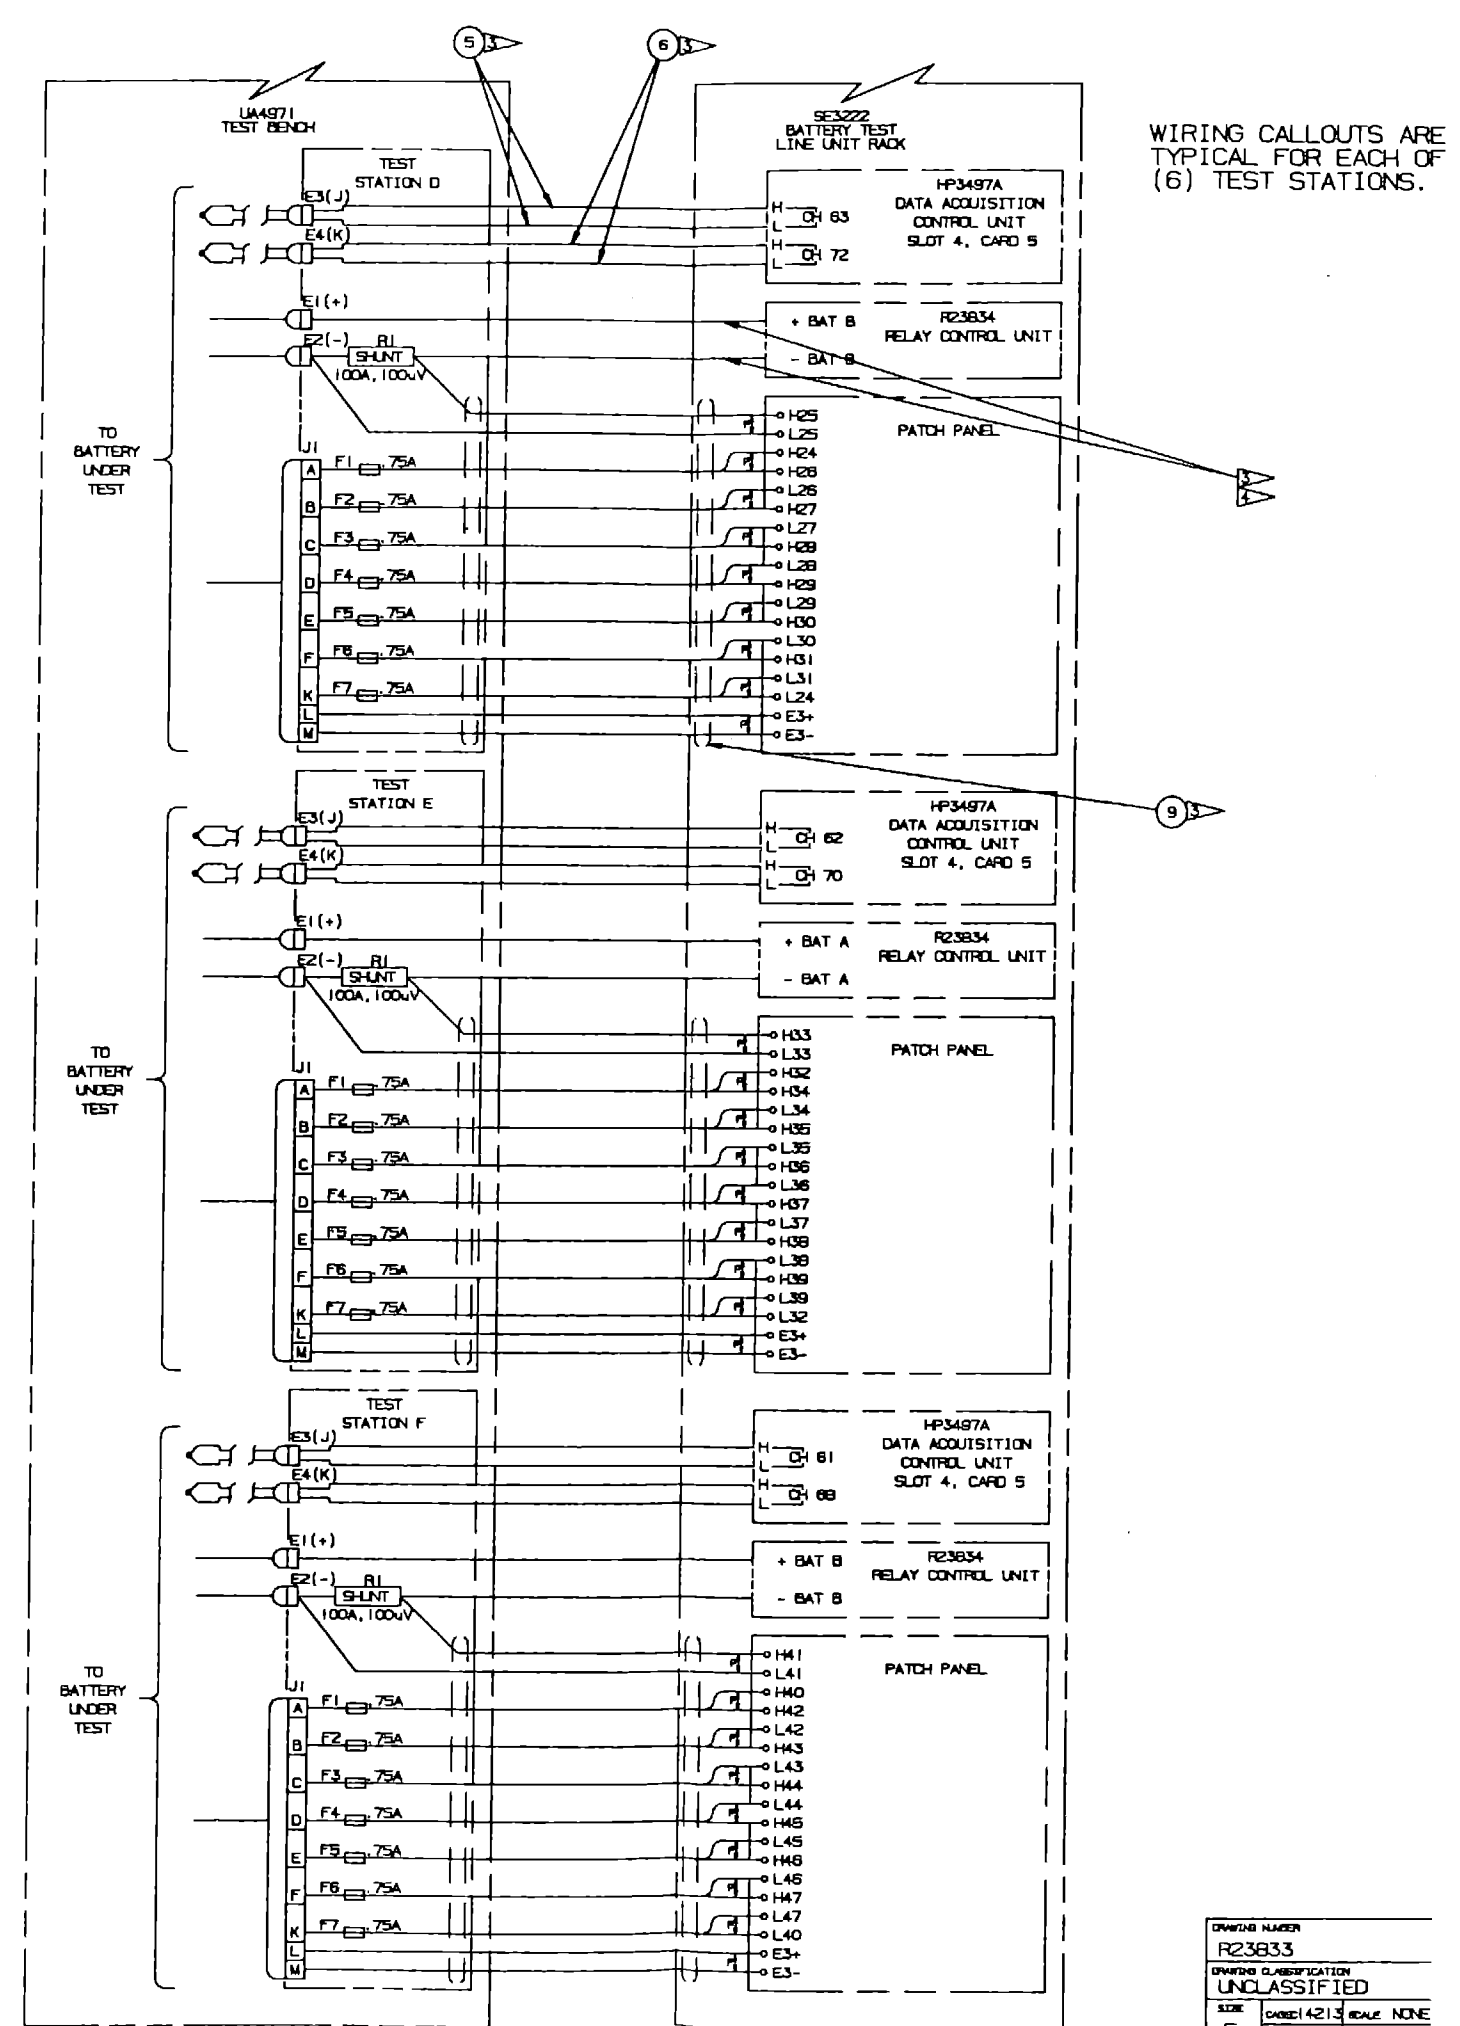 5 3
6 3
UA4971
TEST BENCH
SE3222
BATTERY TEST
LINE UNIT RACK
WIRING CALLOUTS ARE
TYPICAL FOR EACH OF
(6) TEST STATIONS.
TEST
STATION D
E3(J)
E4(K)
H
L
CH 63
H
L
CH 72
HP3497A
DATA ACQUISITION
CONTROL UNIT
SLOT 4, CARD 5
E1(+)
E2(-)
R1
SHUNT
100A, 100uV
+ BAT B
- BAT B
R23834
RELAY CONTROL UNIT
3
4
TO
BATTERY
UNDER
TEST
J1
A F1 .75A
B F2 .75A
C F3 .75A
D F4 .75A
E F5 .75A
F F6 .75A
K F7 .75A
L
M
PATCH PANEL
H25
L25
H24
H26
L26
H27
L27
H28
L28
H29
L29
H30
L30
H31
L31
L24
E3+
E3-
9 3
TEST
STATION E
E3(J)
E4(K)
H
L
CH 62
H
L
CH 70
HP3497A
DATA ACQUISITION
CONTROL UNIT
SLOT 4, CARD 5
E1(+)
E2(-)
R1
SHUNT
100A, 100uV
+ BAT A
- BAT A
R23834
RELAY CONTROL UNIT
TO
BATTERY
UNDER
TEST
J1
A F1 .75A
B F2 .75A
C F3 .75A
D F4 .75A
E F5 .75A
F F6 .75A
K F7 .75A
L
M
PATCH PANEL
H33
L33
H32
H34
L34
H35
L35
H36
L36
H37
L37
H38
L38
H39
L39
L32
E3+
E3-
TEST
STATION F
E3(J)
E4(K)
H
L
CH 61
H
L
CH 68
HP3497A
DATA ACQUISITION
CONTROL UNIT
SLOT 4, CARD 5
E1(+)
E2(-)
R1
SHUNT
100A, 100uV
+ BAT B
- BAT B
R23834
RELAY CONTROL UNIT
TO
BATTERY
UNDER
TEST
J1
A F1 .75A
B F2 .75A
C F3 .75A
D F4 .75A
E F5 .75A
F F6 .75A
K F7 .75A
L
M
PATCH PANEL
H41
L41
H40
H42
L42
H43
L43
H44
L44
H45
L45
H46
L46
H47
L47
L40
E3+
E3-
DRAWING NUMBER
R23833
DRAWING CLASSIFICATION
UNCLASSIFIED
SIZE CAGEC 14213 SCALE NONE